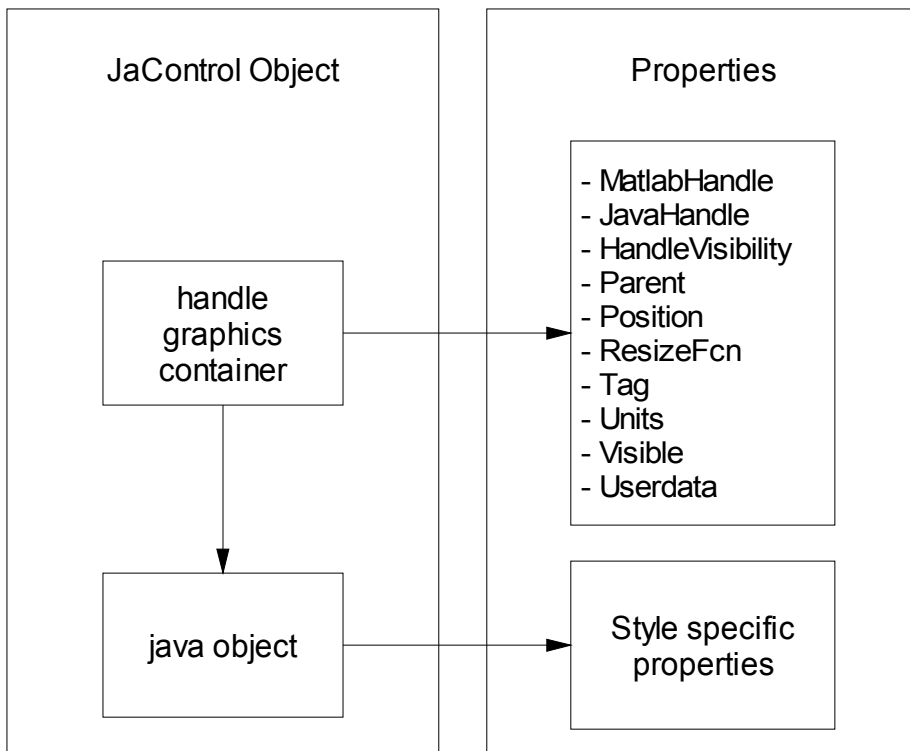 JaControl Object
Properties
handle
graphics
container
- MatlabHandle
- JavaHandle
- HandleVisibility
- Parent
- Position
- ResizeFcn
- Tag
- Units
- Visible
- Userdata
java object
Style specific
properties